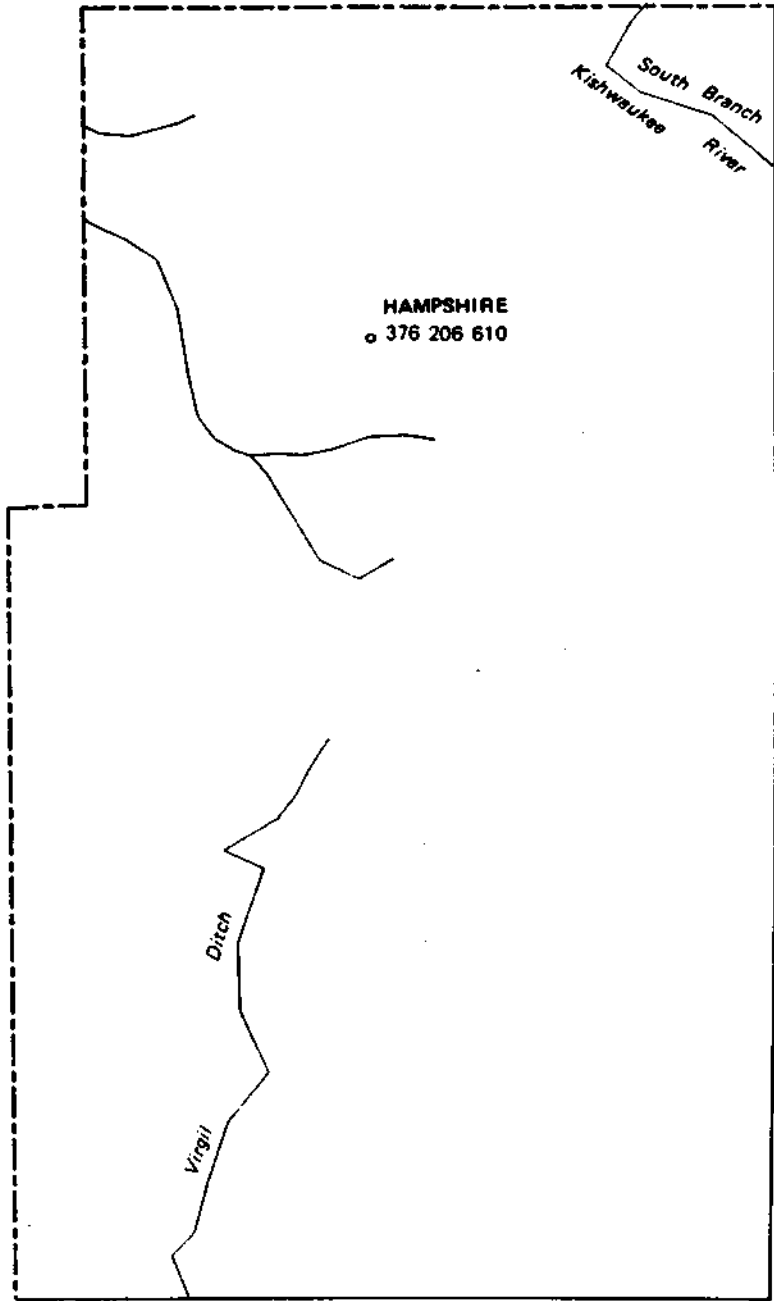 South Branch
Kishwaukee River
HAMPSHIRE
376 206 610
Ditch
Virgil